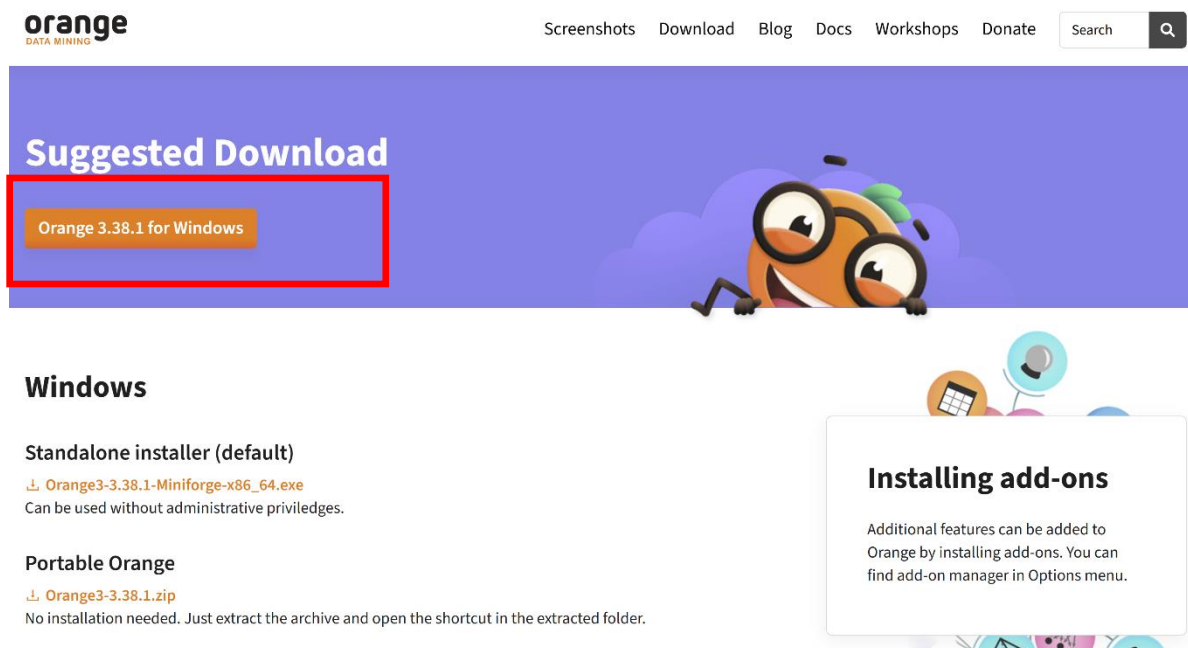 orange
DATA MINING
Screenshots Download Blog Docs Workshops Donate Search
Suggested Download
Orange 3.38.1 for Windows
Windows
Standalone installer (default)
Orange3-3.38.1-Miniforge-x86_64.exe
Can be used without administrative priviledges.
Portable Orange
Orange3-3.38.1.zip
No installation needed. Just extract the archive and open the shortcut in the extracted folder.
Installing add-ons
Additional features can be added to
Orange by installing add-ons. You can
find add-on manager in Options menu.